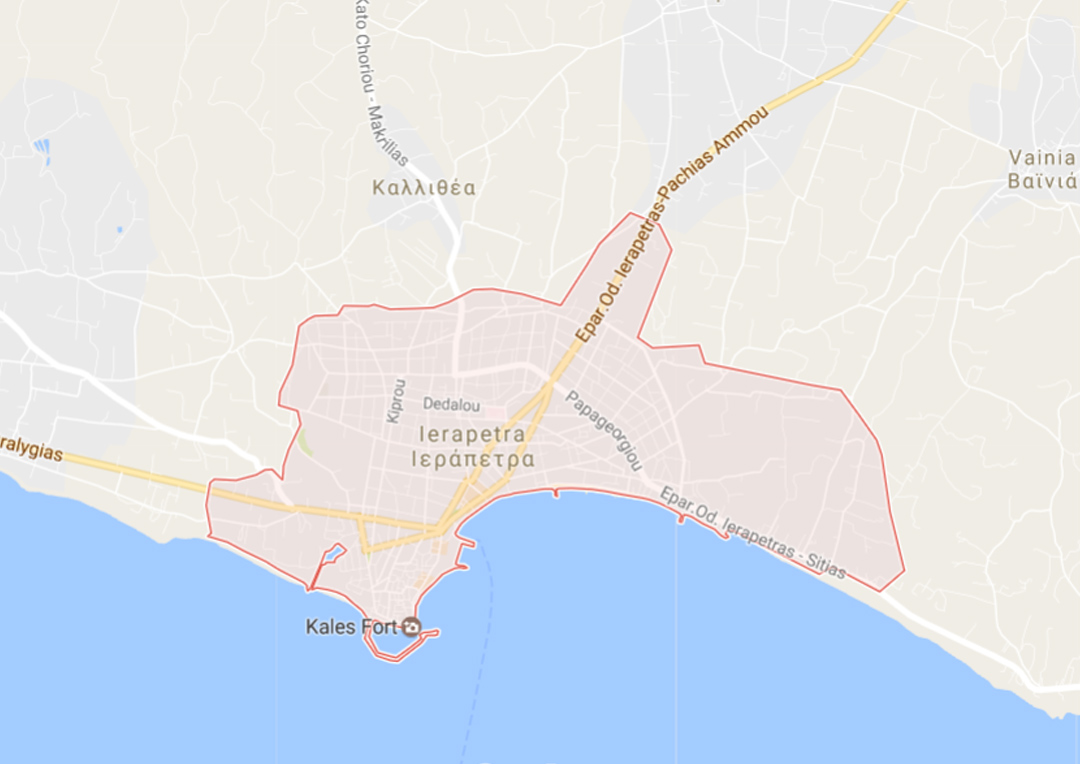 Kato Choriou - Makrilias
Καλλιθέα
Vainia
Βαϊνιά
Epar.Od. Ierapetras-Pachias Ammou
Kiprou
Dedalou
Papageorgiou
Ierapetra
Ιεράπετρα
ralygias
Epar.Od. Ierapetras - Sitias
Kales Fort